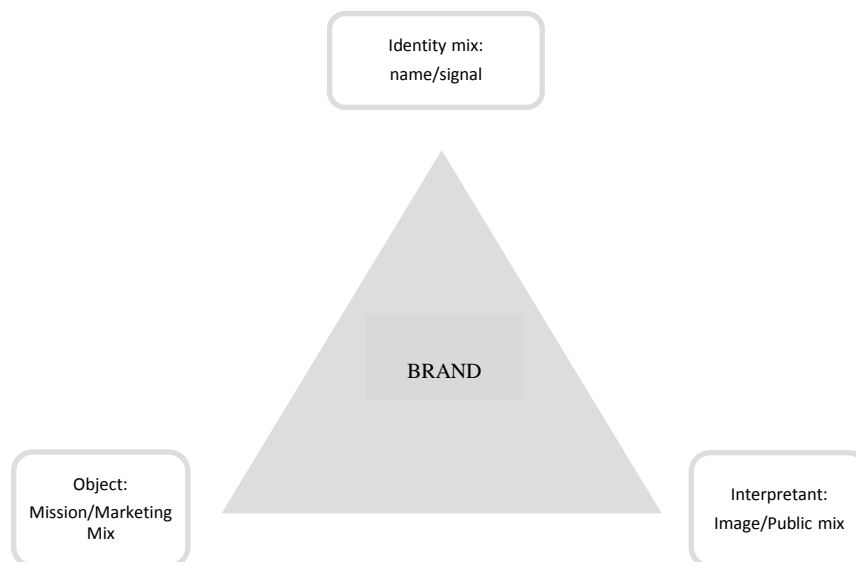 Identity mix:
name/signal
BRAND
Object:
Mission/Marketing
Mix
Interpretant:
Image/Public mix